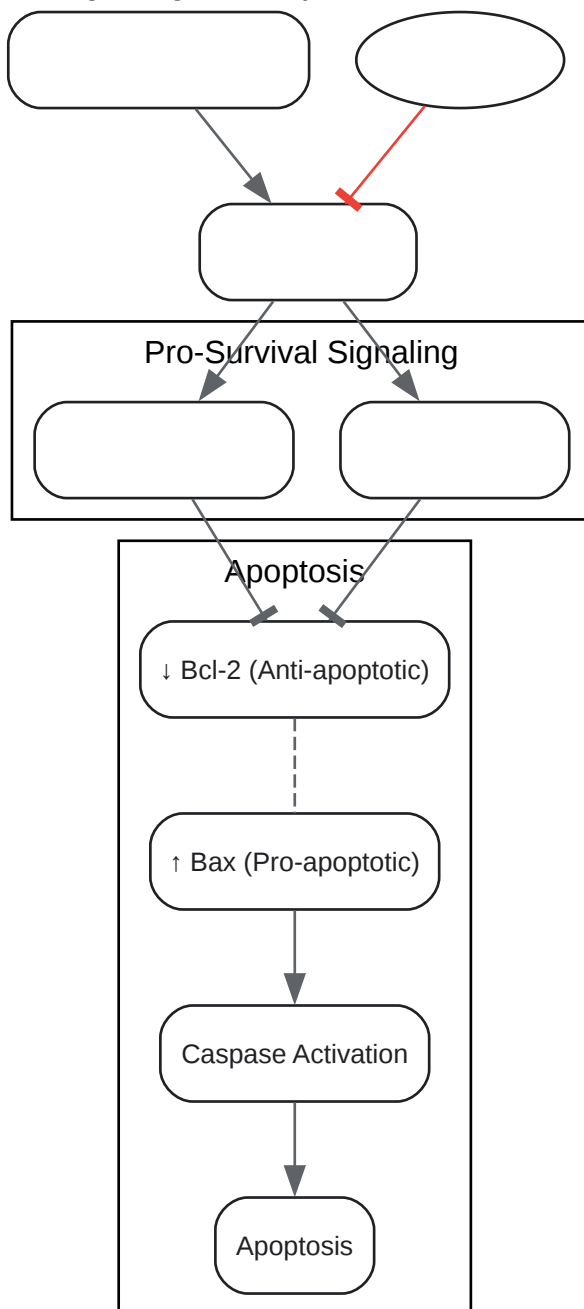 Pro-Survival Signaling
Apoptosis
↓ Bcl-2 (Anti-apoptotic)
↑ Bax (Pro-apoptotic)
Caspase Activation
Apoptosis